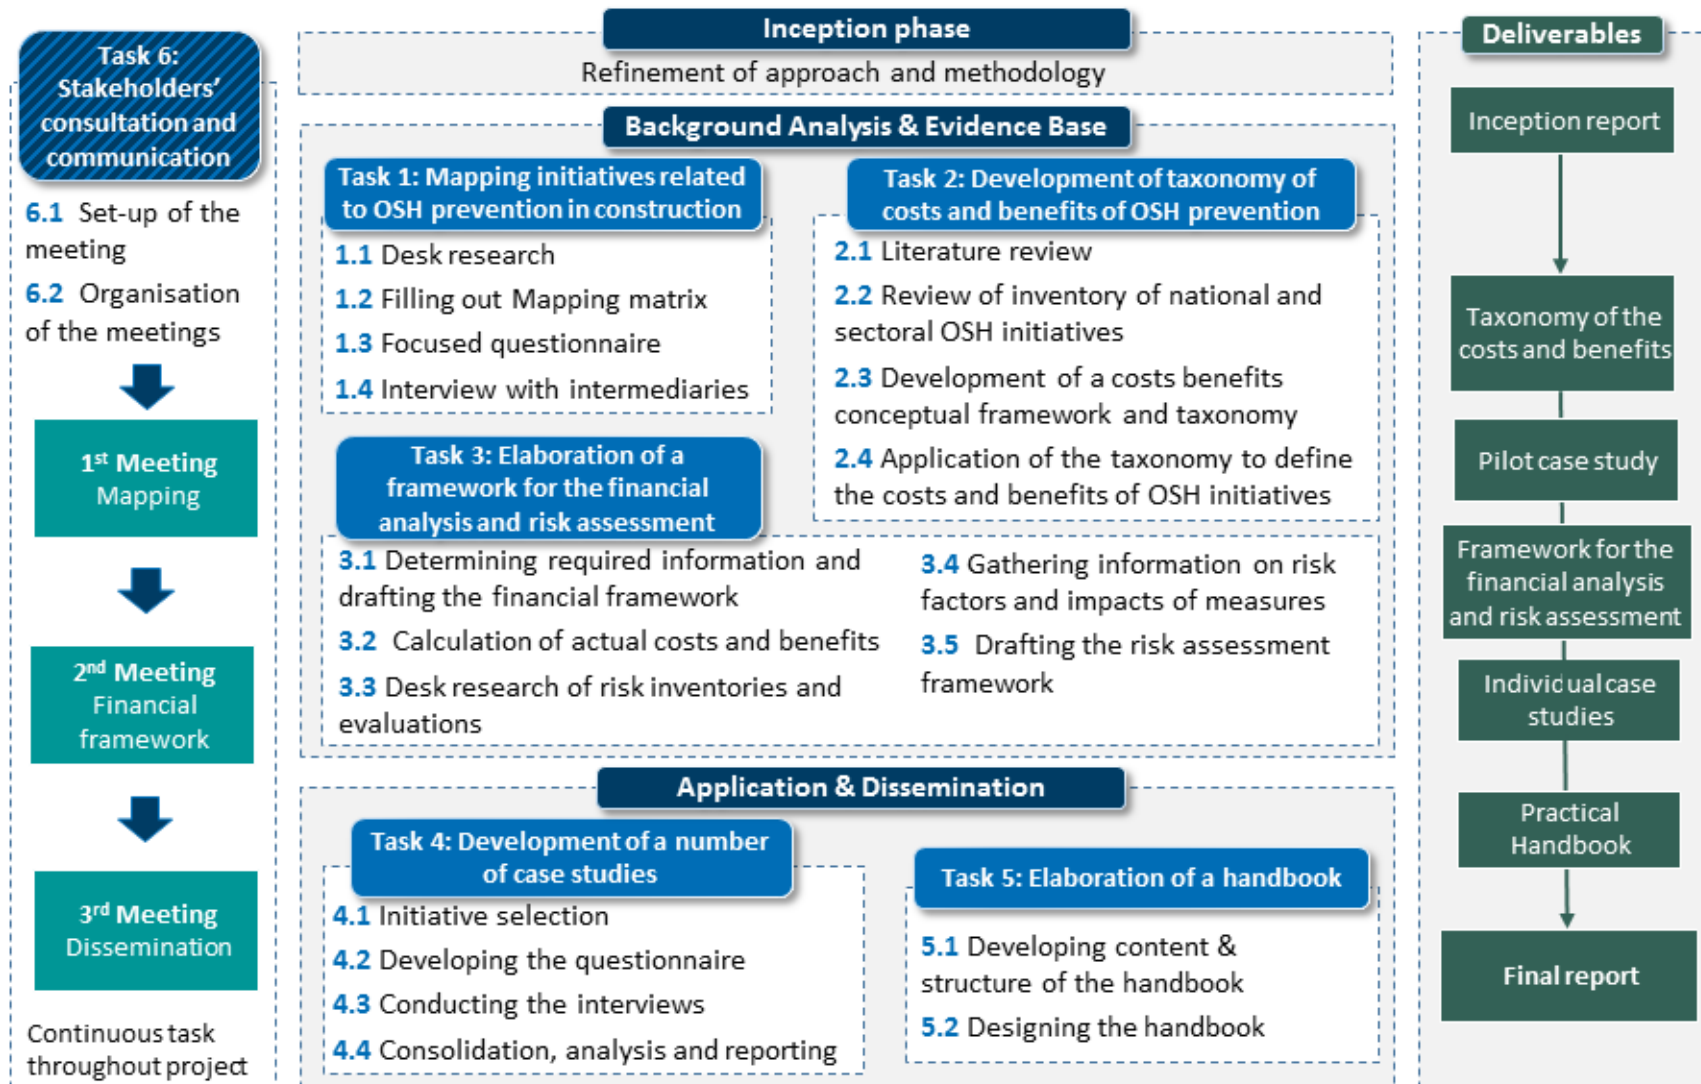 Task 6:
Stakeholders’
consultation and
communication
6.1 Set-up of the
meeting
6.2 Organisation
of the meetings
1st Meeting
Mapping
2nd Meeting
Financial
framework
3rd Meeting
Dissemination
Continuous task
throughout project
Inception phase
Refinement of approach and methodology
Background Analysis & Evidence Base
Task 1: Mapping initiatives related
to OSH prevention in construction
1.1 Desk research
1.2 Filling out Mapping matrix
1.3 Focused questionnaire
1.4 Interview with intermediaries
Task 2: Development of taxonomy of
costs and benefits of OSH prevention
2.1 Literature review
2.2 Review of inventory of national and
sectoral OSH initiatives
2.3 Development of a costs benefits
conceptual framework and taxonomy
2.4 Application of the taxonomy to define
the costs and benefits of OSH initiatives
Task 3: Elaboration of a
framework for the financial
analysis and risk assessment
3.1 Determining required information and
drafting the financial framework
3.2 Calculation of actual costs and benefits
3.3 Desk research of risk inventories and
evaluations
3.4 Gathering information on risk
factors and impacts of measures
3.5 Drafting the risk assessment
framework
Application & Dissemination
Task 4: Development of a number
of case studies
4.1 Initiative selection
4.2 Developing the questionnaire
4.3 Conducting the interviews
4.4 Consolidation, analysis and reporting
Task 5: Elaboration of a handbook
5.1 Developing content &
structure of the handbook
5.2 Designing the handbook
Deliverables
Inception report
Taxonomy of the
costs and benefits
Pilot case study
Framework for the
financial analysis
and risk assessment
Individual case
studies
Practical
Handbook
Final report